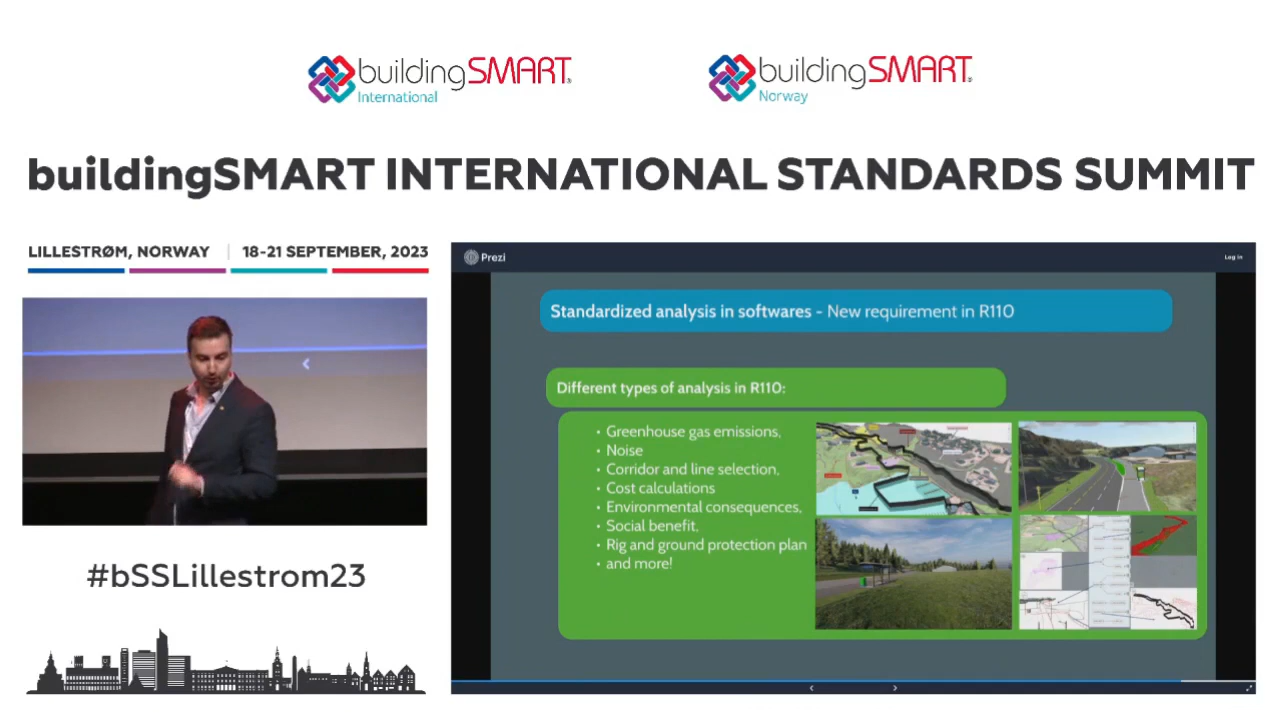 buildingSMART®
International
buildingSMART®
Norway
buildingSMART INTERNATIONAL STANDARDS SUMMIT
LILLESTRØM, NORWAY | 18-21 SEPTEMBER, 2023
Prezi
Log in
Standardized analysis in softwares - New requirement in R110
Different types of analysis in R110:
• Greenhouse gas emissions,
• Noise
• Corridor and line selection,
• Cost calculations
• Environmental consequences,
• Social benefit,
• Rig and ground protection plan
• and more!
#bSSLillestrom23